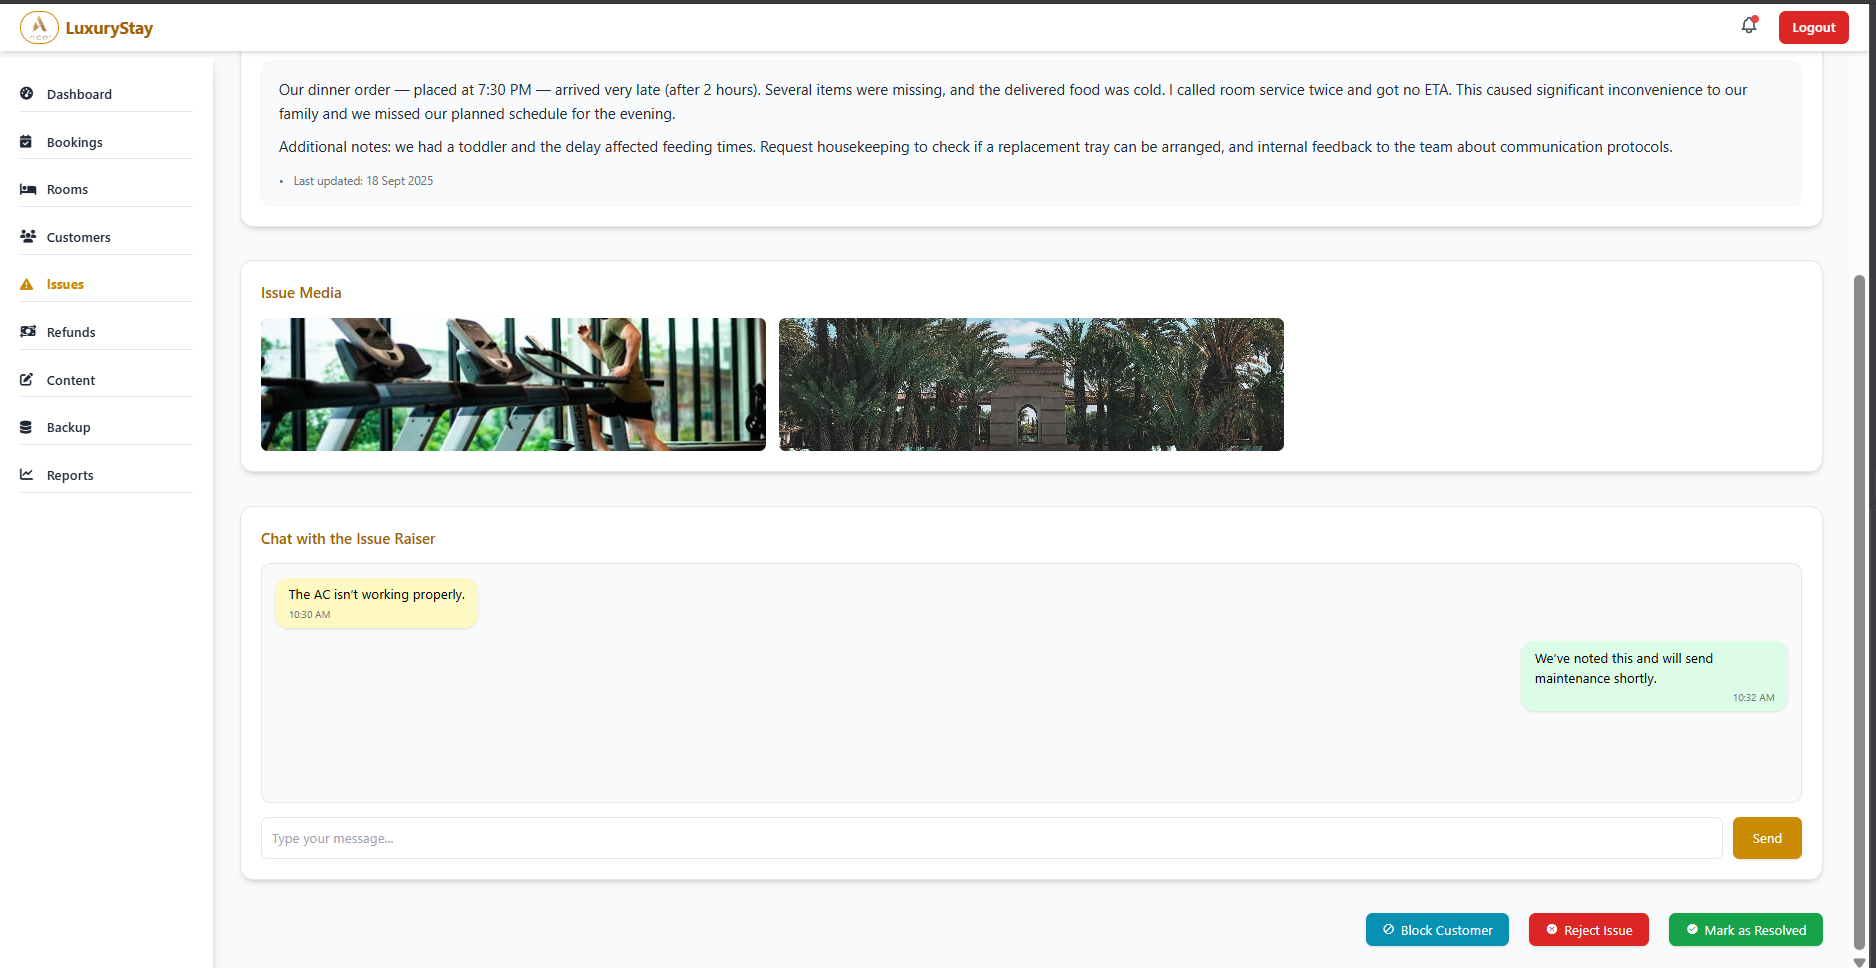 LuxuryStay
Logout
Dashboard
Bookings
Rooms
Customers
Issues
Refunds
Content
Backup
Reports
Our dinner order — placed at 7:30 PM — arrived very late (after 2 hours). Several items were missing, and the delivered food was cold. I called room service twice and got no ETA. This caused significant inconvenience to our
family and we missed our planned schedule for the evening.
Additional notes: we had a toddler and the delay affected feeding times. Request housekeeping to check if a replacement tray can be arranged, and internal feedback to the team about communication protocols.
• Last updated: 18 Sept 2025
Issue Media
Chat with the Issue Raiser
The AC isn’t working properly.
10:30 AM
We’ve noted this and will send
maintenance shortly.
10:32 AM
Type your message...
Send
Block Customer
Reject Issue
Mark as Resolved